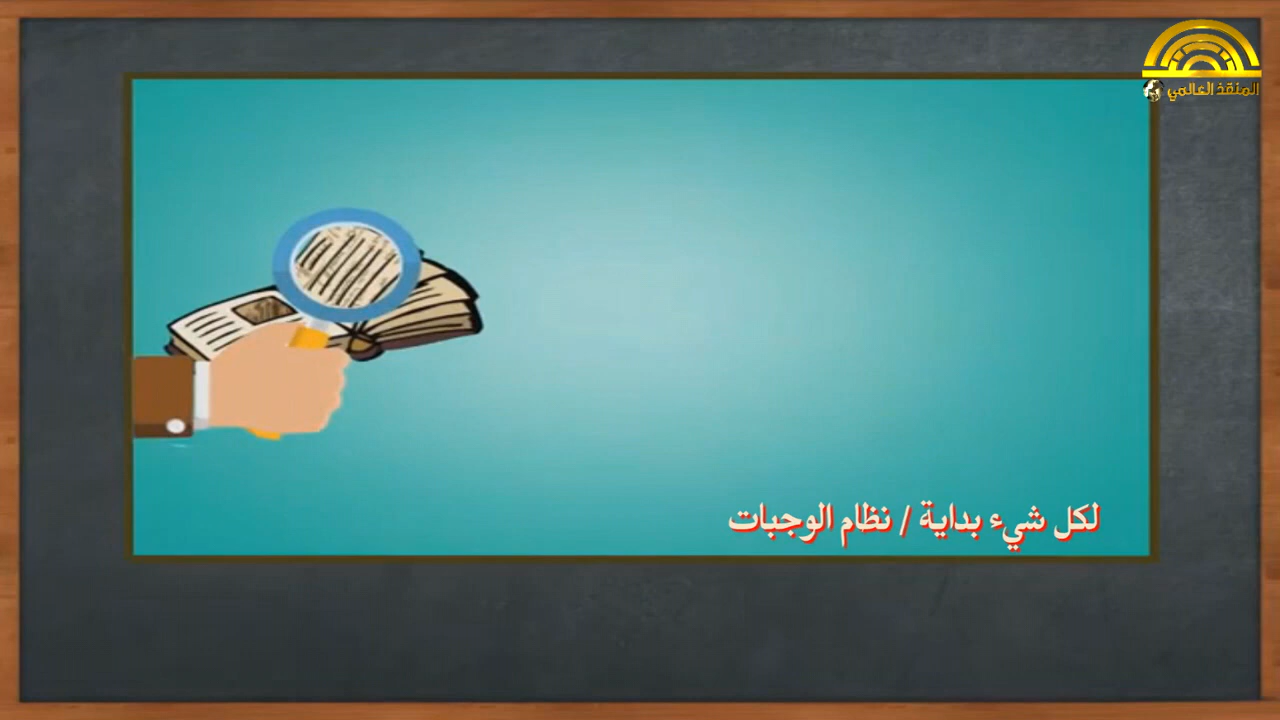 المنقذ العالمي
لكل شيء بداية / نظام الوجبات